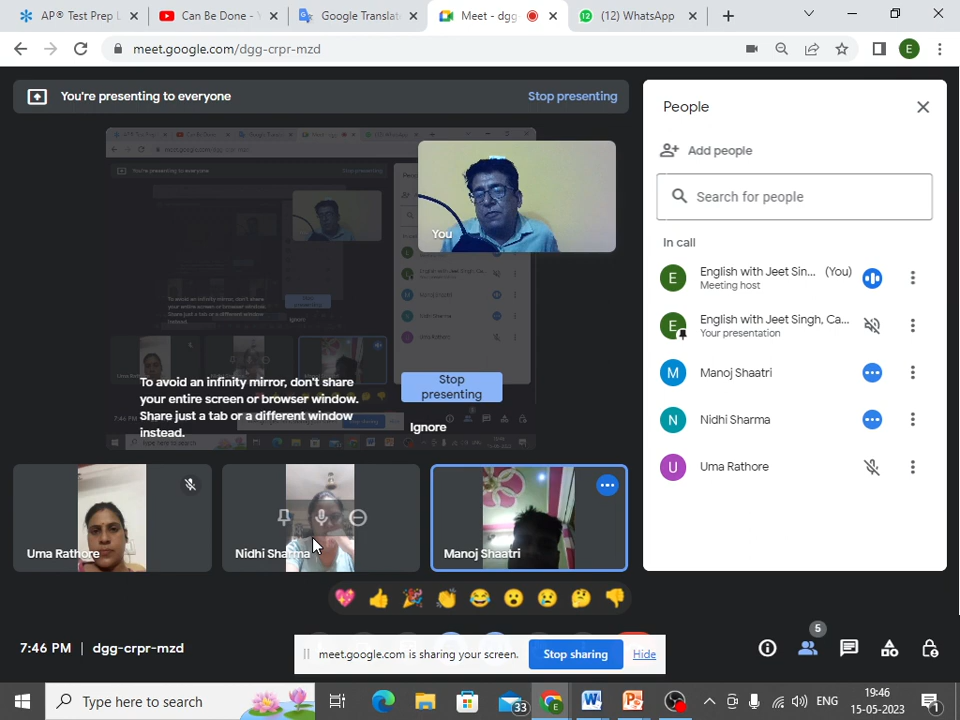 AP® Test Prep L
Can Be Done - Y
Google Translat
Meet - dgg-
(12) WhatsApp
meet.google.com/dgg-crpr-mzd
E
You're presenting to everyone
Stop presenting
You
To avoid an infinity mirror, don't share
your entire screen or browser window.
Share just a tab or a different window
instead.
Stop
presenting
Ignore
Uma Rathore
Nidhi Sharma
Manoj Shaatri
People
Add people
Search for people
In call
E
English with Jeet Sin... (You)
Meeting host
E
English with Jeet Singh, Ca...
Your presentation
M
Manoj Shaatri
N
Nidhi Sharma
U
Uma Rathore
7:46 PM | dgg-crpr-mzd
meet.google.com is sharing your screen.
Stop sharing
Hide
5
Type here to search
33
ENG
19:46
15-05-2023
1